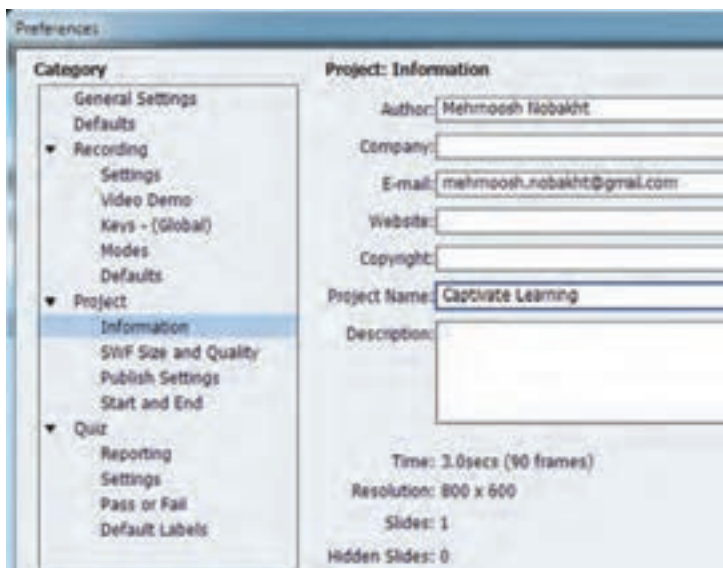 Preferences
Category
General Settings
Defaults
Recording
Settings
Video Demo
Keys - (Global)
Modes
Defaults
Project
Information
SWF Size and Quality
Publish Settings
Start and End
Quiz
Reporting
Settings
Pass or Fail
Default Labels
Project: Information
Author: Mehrnoosh Nobakht
Company:
E-mail: mehrnoosh.nobakht@gmail.com
Website:
Copyright:
Project Name: Captivate Learning
Description:
Time: 3.0secs (90 frames)
Resolution: 800 x 600
Slides: 1
Hidden Slides: 0